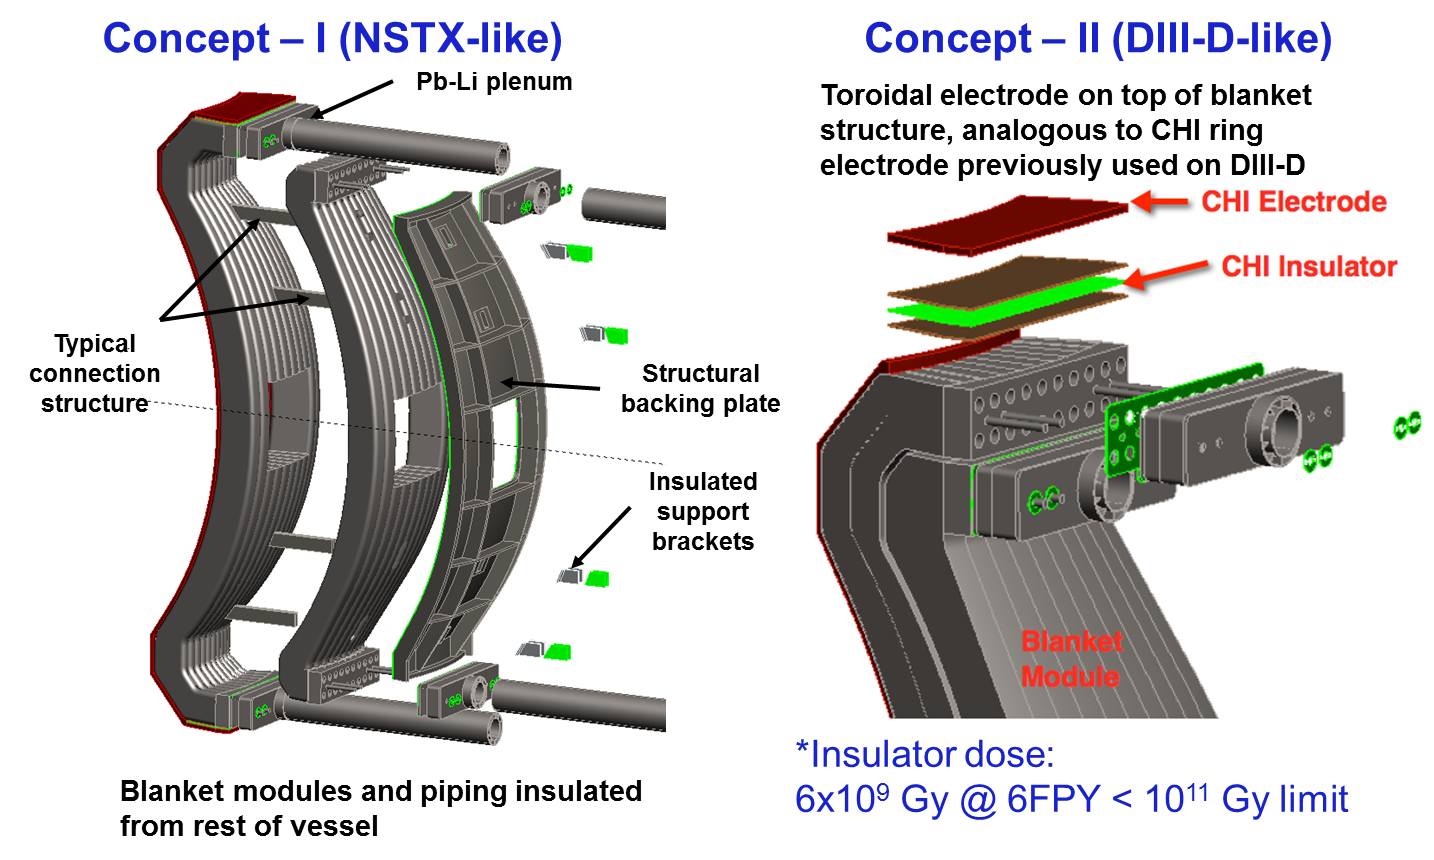 Concept – I (NSTX-like)
Pb-Li plenum
Typical
connection
structure
Structural
backing plate
Insulated
support
brackets
Blanket modules and piping insulated
from rest of vessel
Concept – II (DIII-D-like)
Toroidal electrode on top of blanket
structure, analogous to CHI ring
electrode previously used on DIII-D
CHI Electrode
CHI Insulator
Blanket
Module
*Insulator dose:
6x10⁹ Gy @ 6FPY < 10¹¹ Gy limit